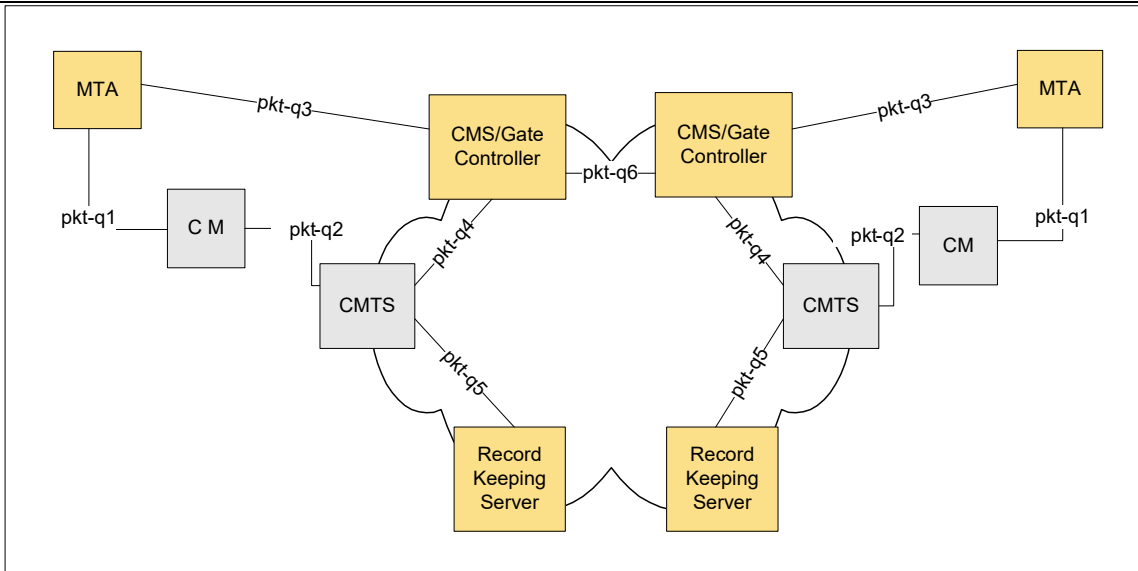 MTA
MTA
pkt-q3
pkt-q3
CMS/Gate
Controller
CMS/Gate
Controller
pkt-q6
pkt-q1
C M
pkt-q2
pkt-q4
pkt-q4
pkt-q2
CM
pkt-q1
CMTS
CMTS
pkt-q5
pkt-q5
Record
Keeping
Server
Record
Keeping
Server